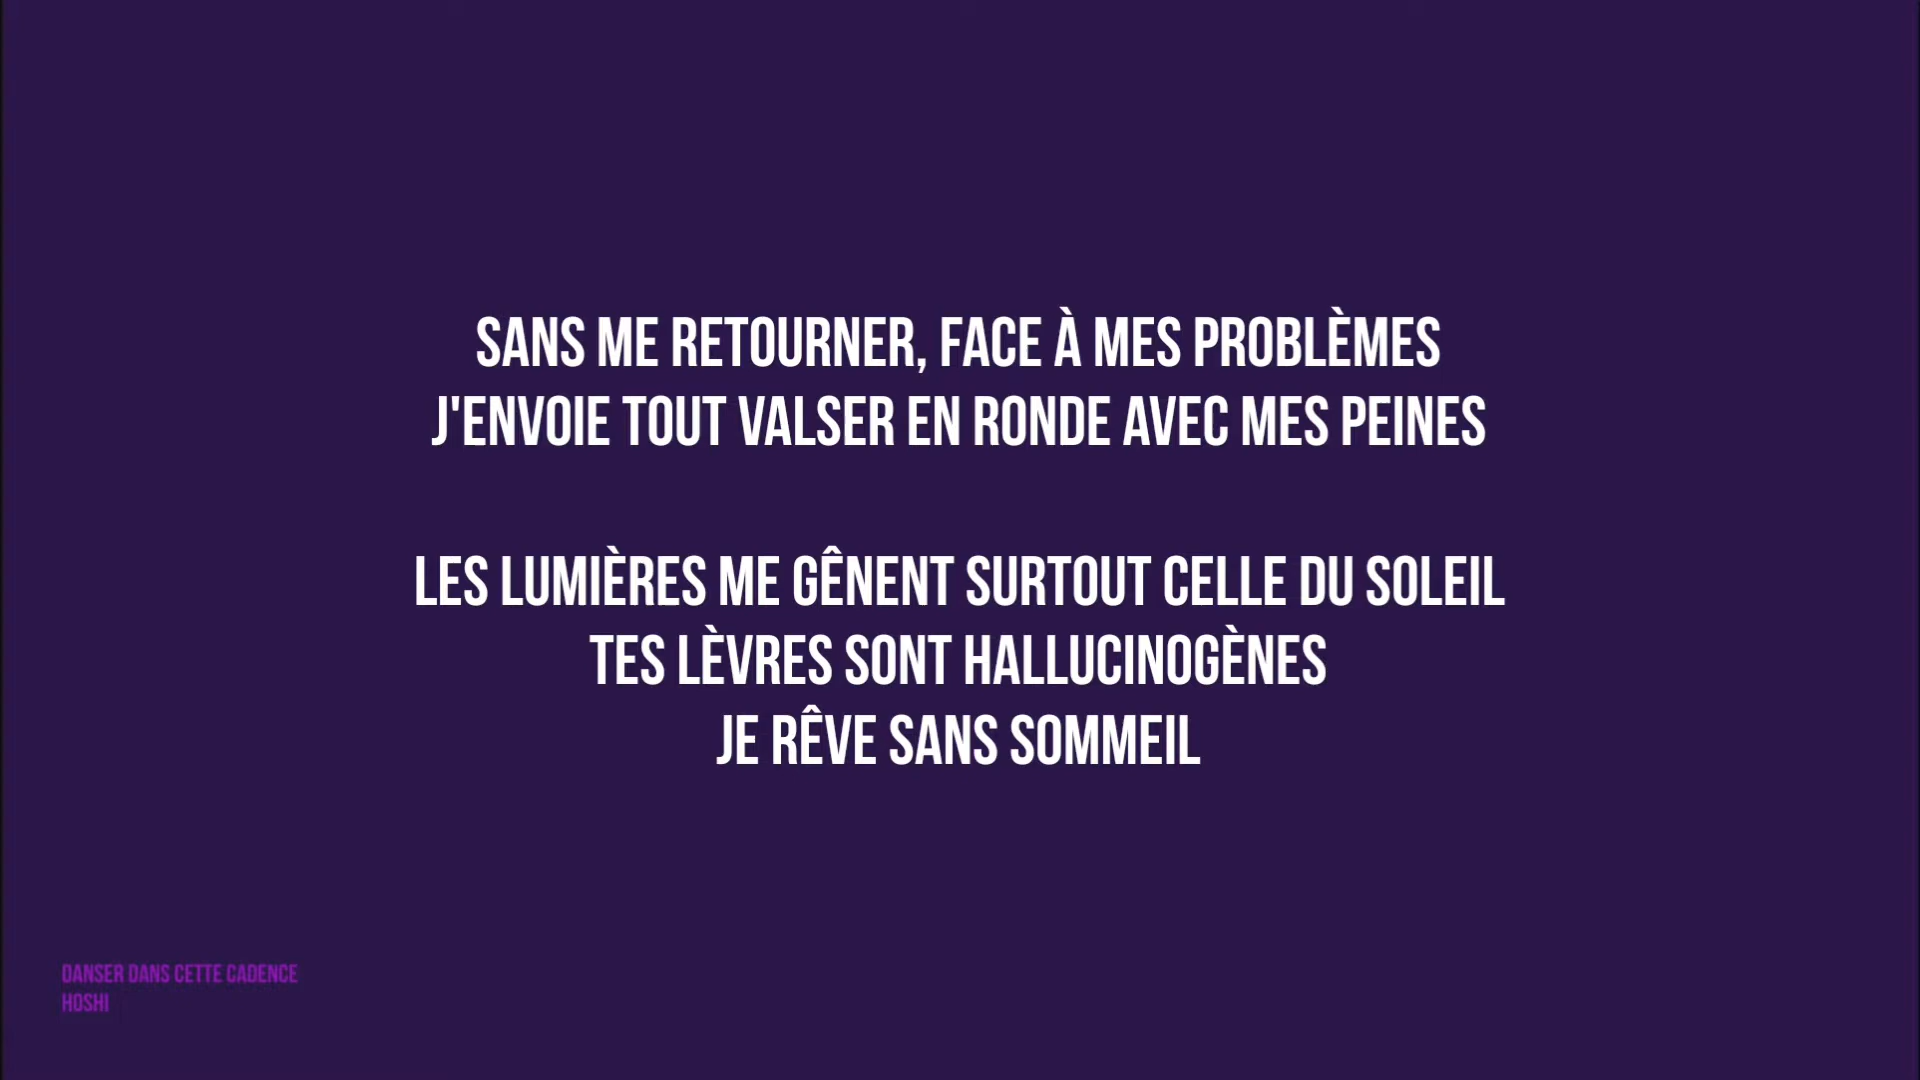 SANS ME RETOURNER, FACE À MES PROBLÈMES
J'ENVOIE TOUT VALSER EN RONDE AVEC MES PEINES
LES LUMIÈRES ME GÊNENT SURTOUT CELLE DU SOLEIL
TES LÈVRES SONT HALLUCINOGÈNES
JE RÊVE SANS SOMMEIL
DANSER DANS CETTE CADENCE
HOSHI